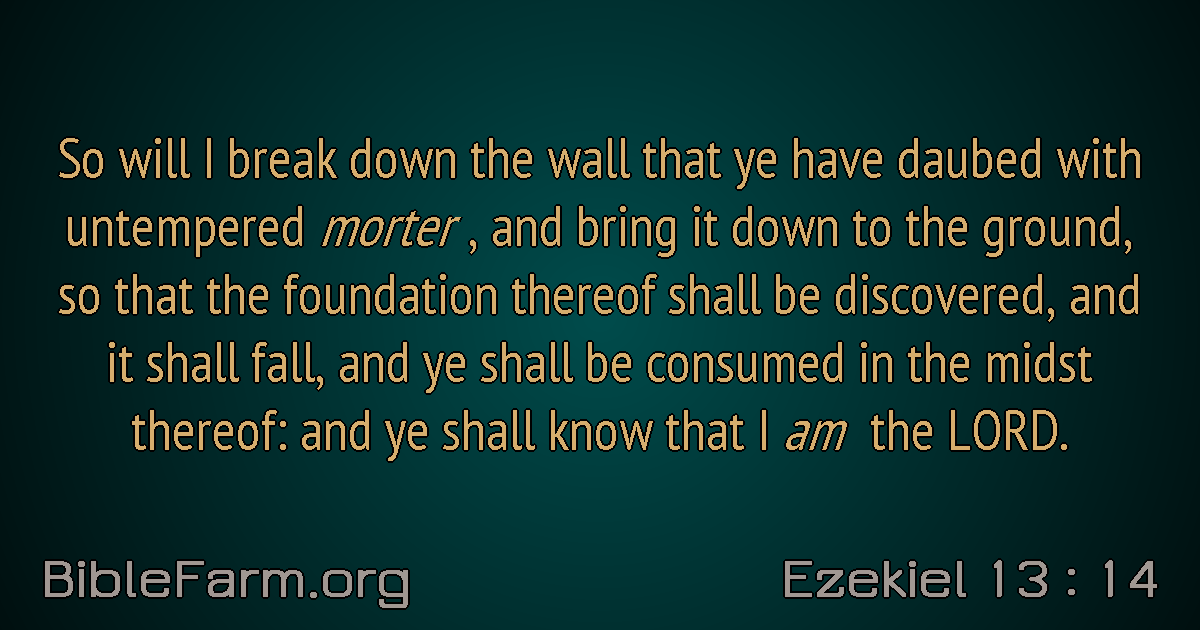 So will I break down the wall that ye have daubed with
untempered morter , and bring it down to the ground,
so that the foundation thereof shall be discovered, and
it shall fall, and ye shall be consumed in the midst
thereof: and ye shall know that I am the LORD.
BibleFarm.org
Ezekiel 13 : 14